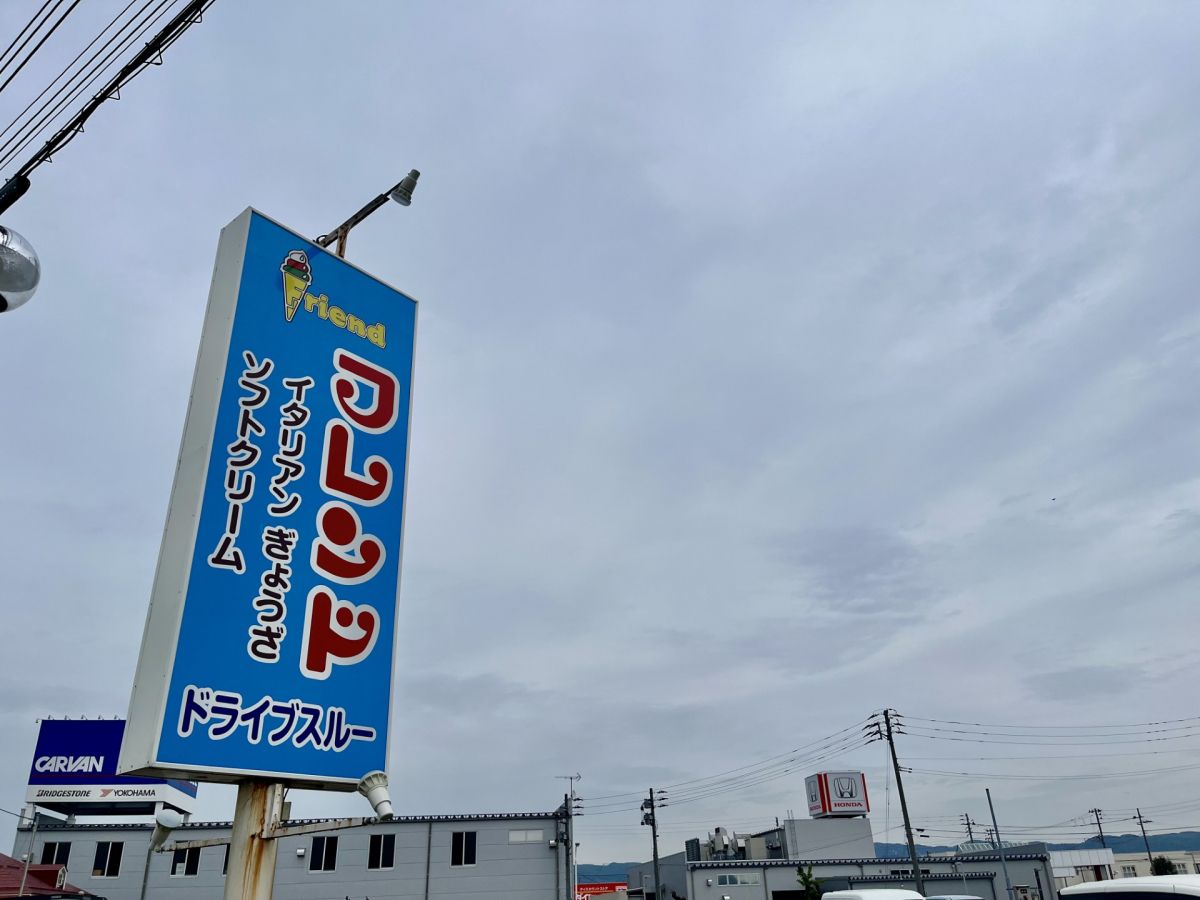 Friend
フレンド
イタリアン ぎょうざ
ソフトクリーム
ドライブスルー
CARVAN
BRIDGESTONE
YOKOHAMA
HONDA